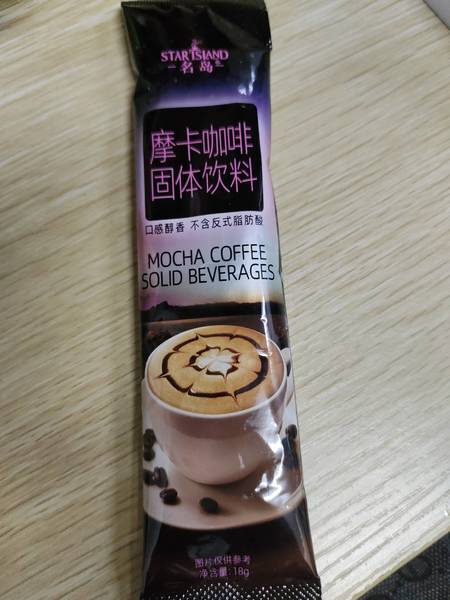 STAR ISLAND
名岛
摩卡咖啡
固体饮料
口感醇香 不含反式脂肪酸
MOCHA COFFEE
SOLID BEVERAGES
图片仅供参考
净含量:18g